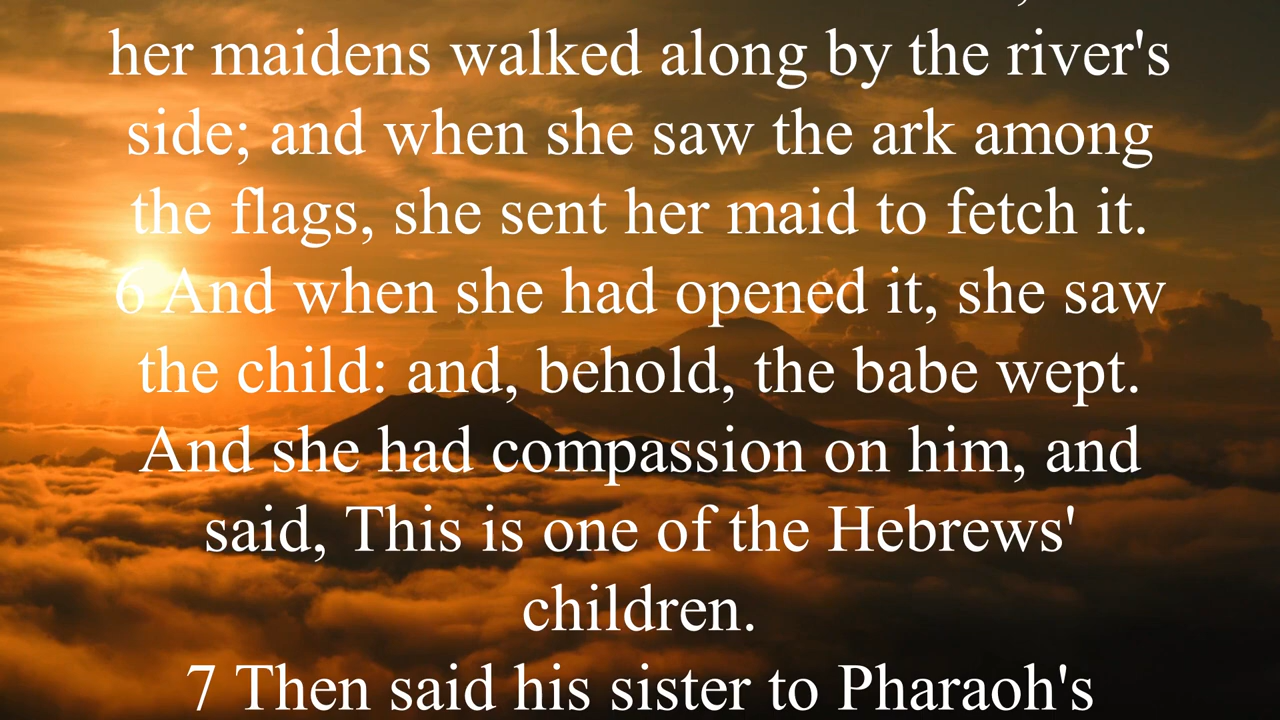 her maidens walked along by the river's
side; and when she saw the ark among
the flags, she sent her maid to fetch it.
6 And when she had opened it, she saw
the child: and, behold, the babe wept.
And she had compassion on him, and
said, This is one of the Hebrews'
children.
7 Then said his sister to Pharaoh's